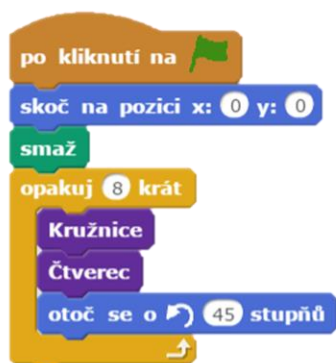 po kliknutí na
skoč na pozici x: 0 y: 0
smaž
opakuj 8 krát
Kružnice
Čtverec
otoč se o 45 stupňů